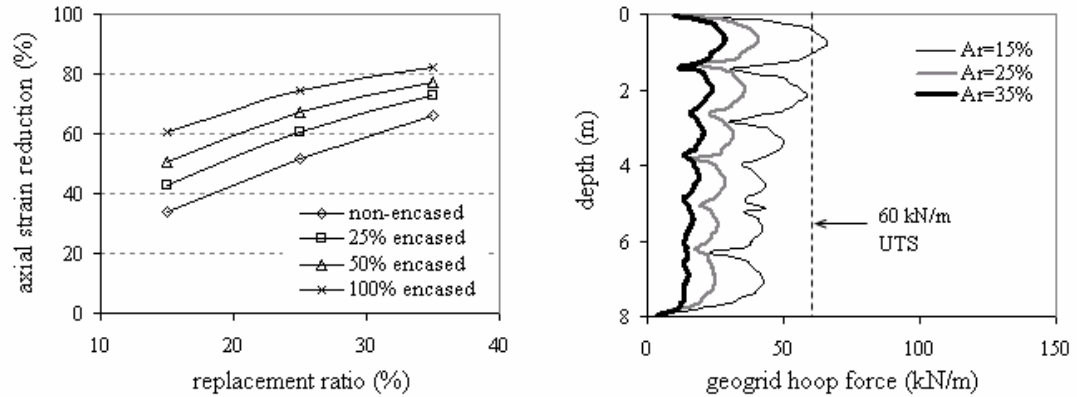 axial strain reduction (%)
100
80
60
40
20
0
non-encased
25% encased
50% encased
100% encased
10
20
30
40
replacement ratio (%)
depth (m)
0
2
4
6
8
Ar=15%
Ar=25%
Ar=35%
60 kN/m
UTS
0
50
100
150
geogrid hoop force (kN/m)